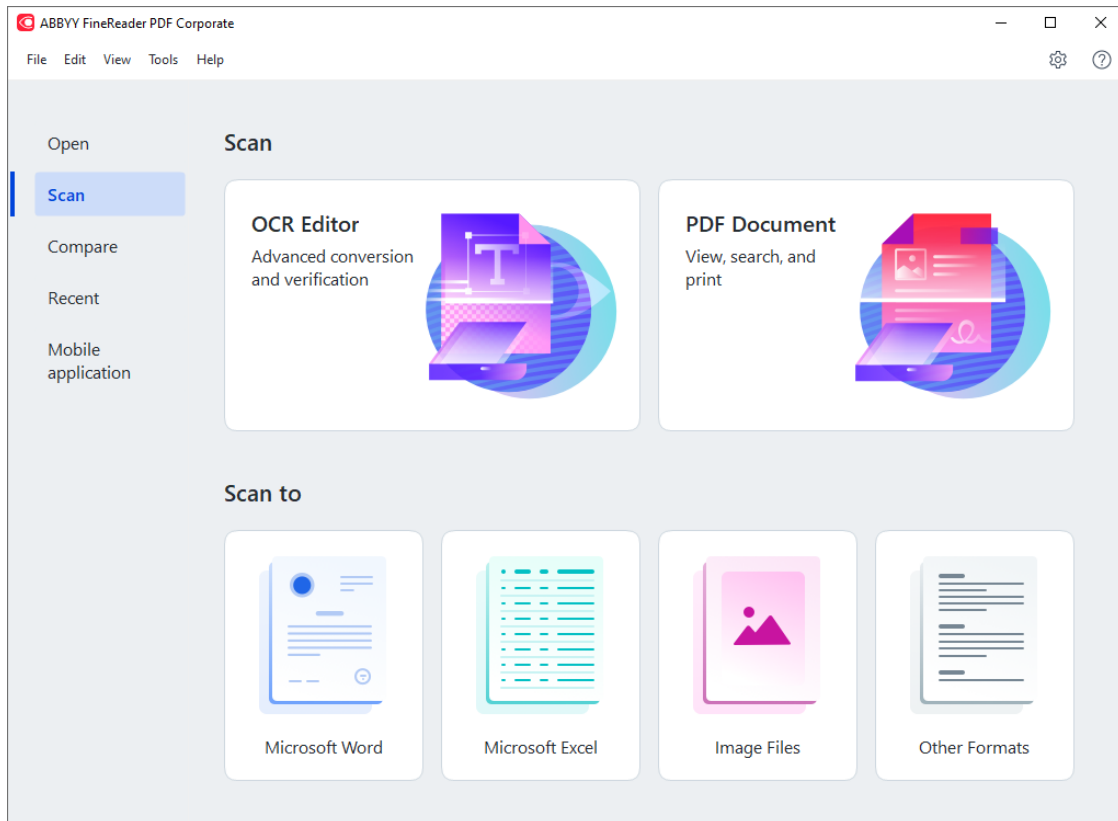 ABBYY FineReader PDF Corporate
File Edit View Tools Help
Open
Scan
Compare
Recent
Mobile
application
Scan
OCR Editor
Advanced conversion
and verification
T
PDF Document
View, search, and
print
Scan to
Microsoft Word
Microsoft Excel
Image Files
Other Formats